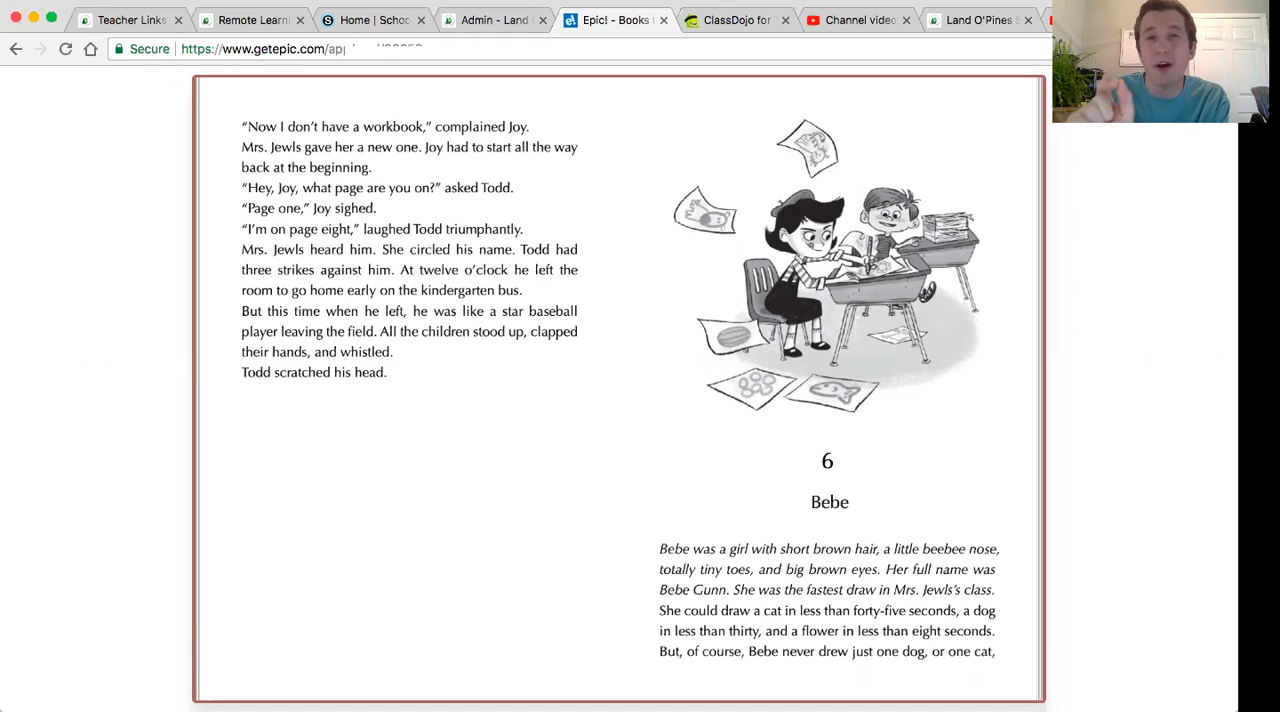 Teacher Links
Remote Learni
Home | Schoo
Admin - Land
Epic! - Books
ClassDojo for
Channel video
Land O'Pines S
Secure https://www.getepic.com/app
"Now I don't have a workbook," complained Joy.
Mrs. Jewls gave her a new one. Joy had to start all the way
back at the beginning.
"Hey, Joy, what page are you on?" asked Todd.
"Page one," Joy sighed.
"I'm on page eight," laughed Todd triumphantly.
Mrs. Jewls heard him. She circled his name. Todd had
three strikes against him. At twelve o'clock he left the
room to go home early on the kindergarten bus.
But this time when he left, he was like a star baseball
player leaving the field. All the children stood up, clapped
their hands, and whistled.
Todd scratched his head.
6
Bebe
Bebe was a girl with short brown hair, a little beebee nose,
totally tiny toes, and big brown eyes. Her full name was
Bebe Gunn. She was the fastest draw in Mrs. Jewls's class.
She could draw a cat in less than forty-five seconds, a dog
in less than thirty, and a flower in less than eight seconds.
But, of course, Bebe never drew just one dog, or one cat,